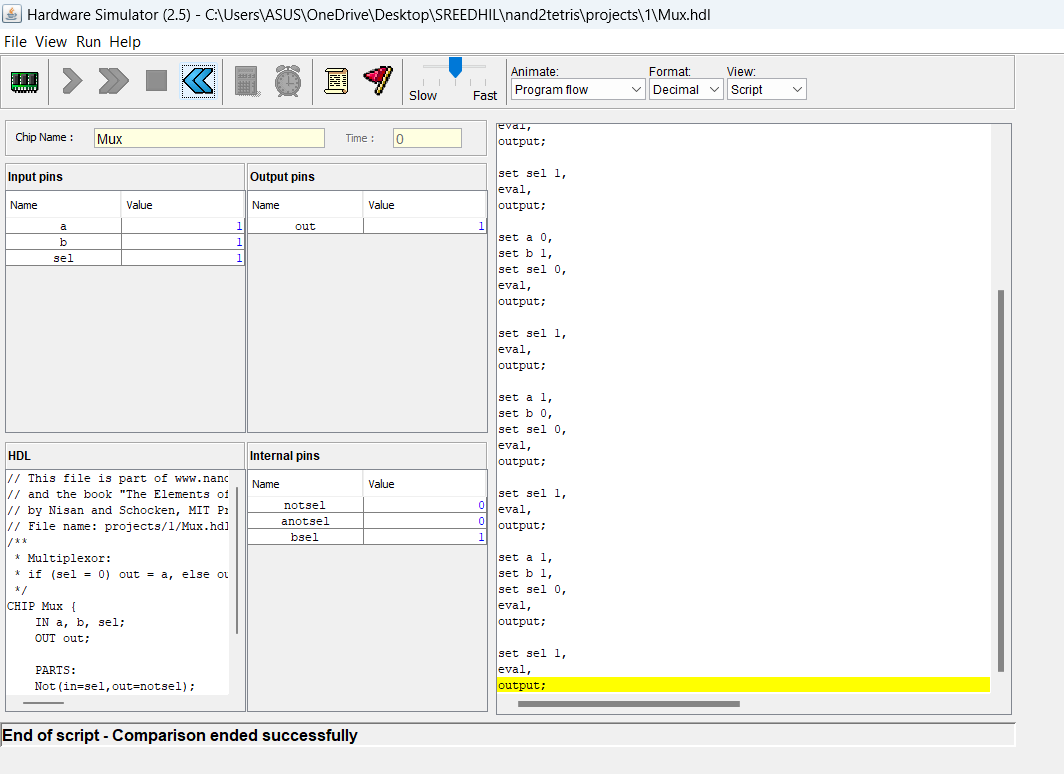 Hardware Simulator (2.5) - C:\Users\ASUS\OneDrive\Desktop\SREEDHIL\nand2tetris\projects\1\Mux.hdl
File View Run Help
Slow Fast
Animate: Format: View:
Program flow Decimal Script
Chip Name : Mux Time : 0
Input pins
Name Value
a 1
b 1
sel 1
Output pins
Name Value
out 1
HDL
// This file is part of www.nand
// and the book "The Elements of
// by Nisan and Schocken, MIT Pr
// File name: projects/1/Mux.hdl
/**
* Multiplexor:
* if (sel = 0) out = a, else ou
*/
CHIP Mux {
IN a, b, sel;
OUT out;
PARTS:
Not(in=sel,out=notsel);
Internal pins
Name Value
notsel 0
anotsel 0
bsel 1
eval,
output;
set sel 1,
eval,
output;
set a 0,
set b 1,
set sel 0,
eval,
output;
set sel 1,
eval,
output;
set a 1,
set b 0,
set sel 0,
eval,
output;
set sel 1,
eval,
output;
set a 1,
set b 1,
set sel 0,
eval,
output;
set sel 1,
eval,
output;
End of script - Comparison ended successfully